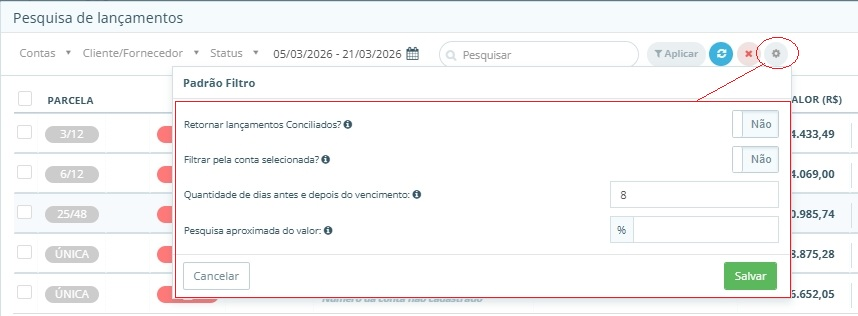 Pesquisa de lançamentos
Contas Cliente/Fornecedor Status 05/03/2026 - 21/03/2026 Pesquisar Aplicar
Padrão Filtro
PARCELA ALOR (R$)
Retornar lançamentos Conciliados? Não
3/12 4.433,49
Filtrar pela conta selecionada? Não
6/12 4.069,00
Quantidade de dias antes e depois do vencimento: 8
25/48 0.985,74
Pesquisa aproximada do valor: %
ÚNICA 3.875,28
Cancelar Salvar
ÚNICA 5.652,05
Número da conta não cadastrado